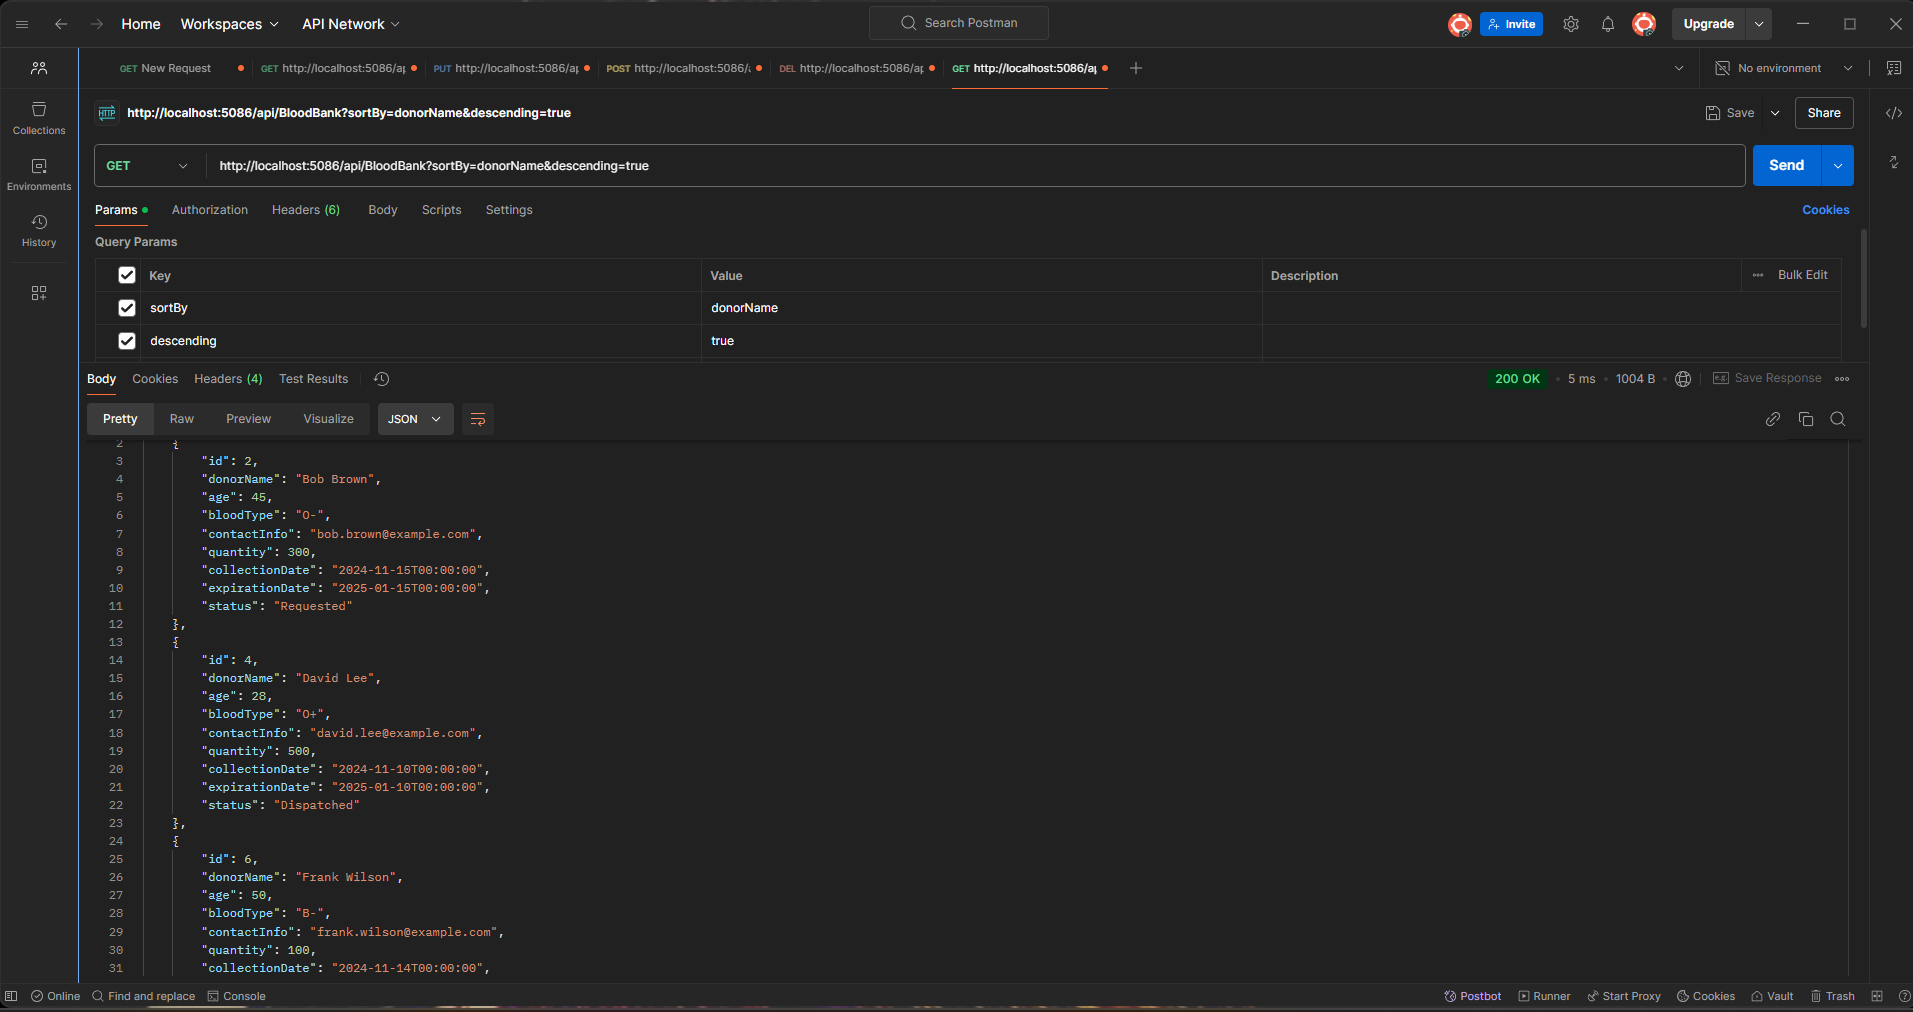 Home Workspaces API Network Search Postman Invite Upgrade
GET New Request GET http://localhost:5086/ap PUT http://localhost:5086/ap POST http://localhost:5086/a DEL http://localhost:5086/ap GET http://localhost:5086/ap No environment
HTTP http://localhost:5086/api/BloodBank?sortBy=donorName&descending=true Save Share
GET http://localhost:5086/api/BloodBank?sortBy=donorName&descending=true Send
Collections
Environments
History
Params Authorization Headers (6) Body Scripts Settings Cookies
Query Params
Key Value Description Bulk Edit
sortBy donorName
descending true
Body Cookies Headers (4) Test Results 200 OK 5 ms 1004 B e.g. Save Response
Pretty Raw Preview Visualize JSON
2 {
3 "id": 2,
4 "donorName": "Bob Brown",
5 "age": 45,
6 "bloodType": "O-",
7 "contactInfo": "bob.brown@example.com",
8 "quantity": 300,
9 "collectionDate": "2024-11-15T00:00:00",
10 "expirationDate": "2025-01-15T00:00:00",
11 "status": "Requested"
12 },
13 {
14 "id": 4,
15 "donorName": "David Lee",
16 "age": 28,
17 "bloodType": "O+",
18 "contactInfo": "david.lee@example.com",
19 "quantity": 500,
20 "collectionDate": "2024-11-10T00:00:00",
21 "expirationDate": "2025-01-10T00:00:00",
22 "status": "Dispatched"
23 },
24 {
25 "id": 6,
26 "donorName": "Frank Wilson",
27 "age": 50,
28 "bloodType": "B-",
29 "contactInfo": "frank.wilson@example.com",
30 "quantity": 100,
31 "collectionDate": "2024-11-14T00:00:00",
Online Find and replace Console Postbot Runner Start Proxy Cookies Vault Trash